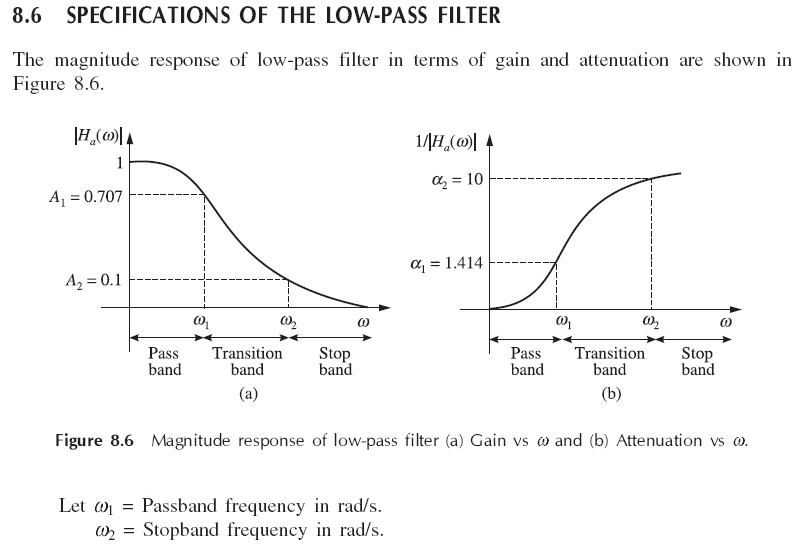 8.6 SPECIFICATIONS OF THE LOW-PASS FILTER
The magnitude response of low-pass filter in terms of gain and attenuation are shown in
Figure 8.6.
|Hₐ(ω)|
1
A₁ = 0.707
A₂ = 0.1
ω₁
ω₂
ω
Pass band
Transition band
Stop band
(a)
1/|Hₐ(ω)|
α₂ = 10
α₁ = 1.414
ω₁
ω₂
ω
Pass band
Transition band
Stop band
(b)
Figure 8.6 Magnitude response of low-pass filter (a) Gain vs ω and (b) Attenuation vs ω.
Let ω₁ = Passband frequency in rad/s.
ω₂ = Stopband frequency in rad/s.